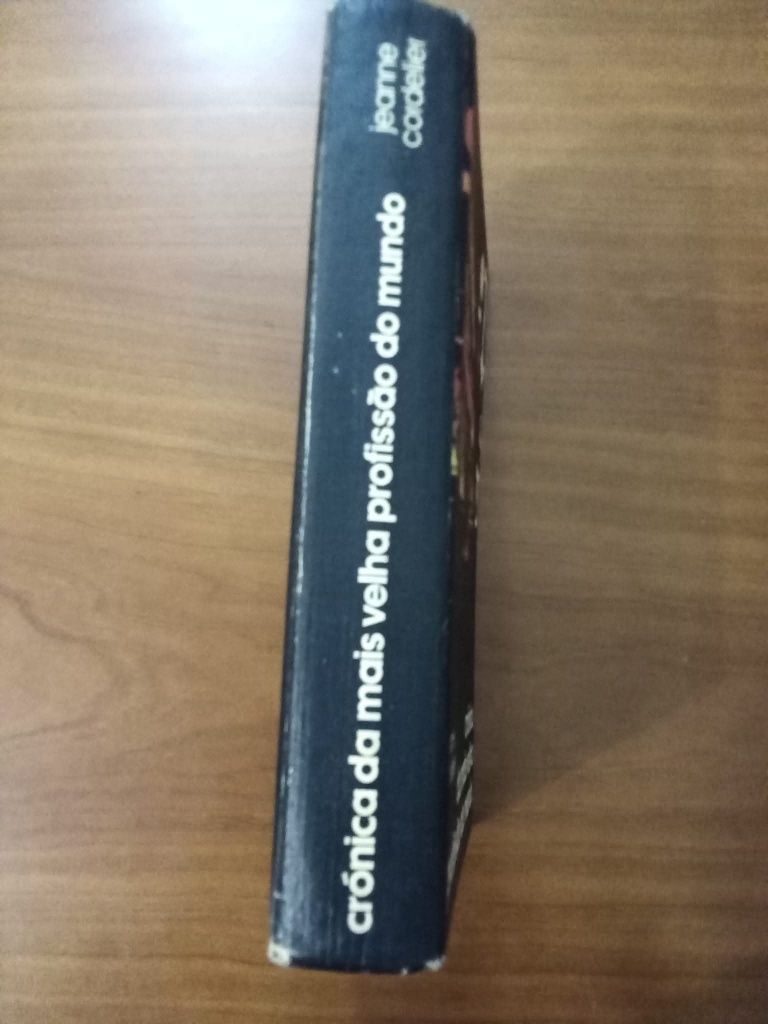 crónica da mais velha profissão do mundo
jeanne
cordelier